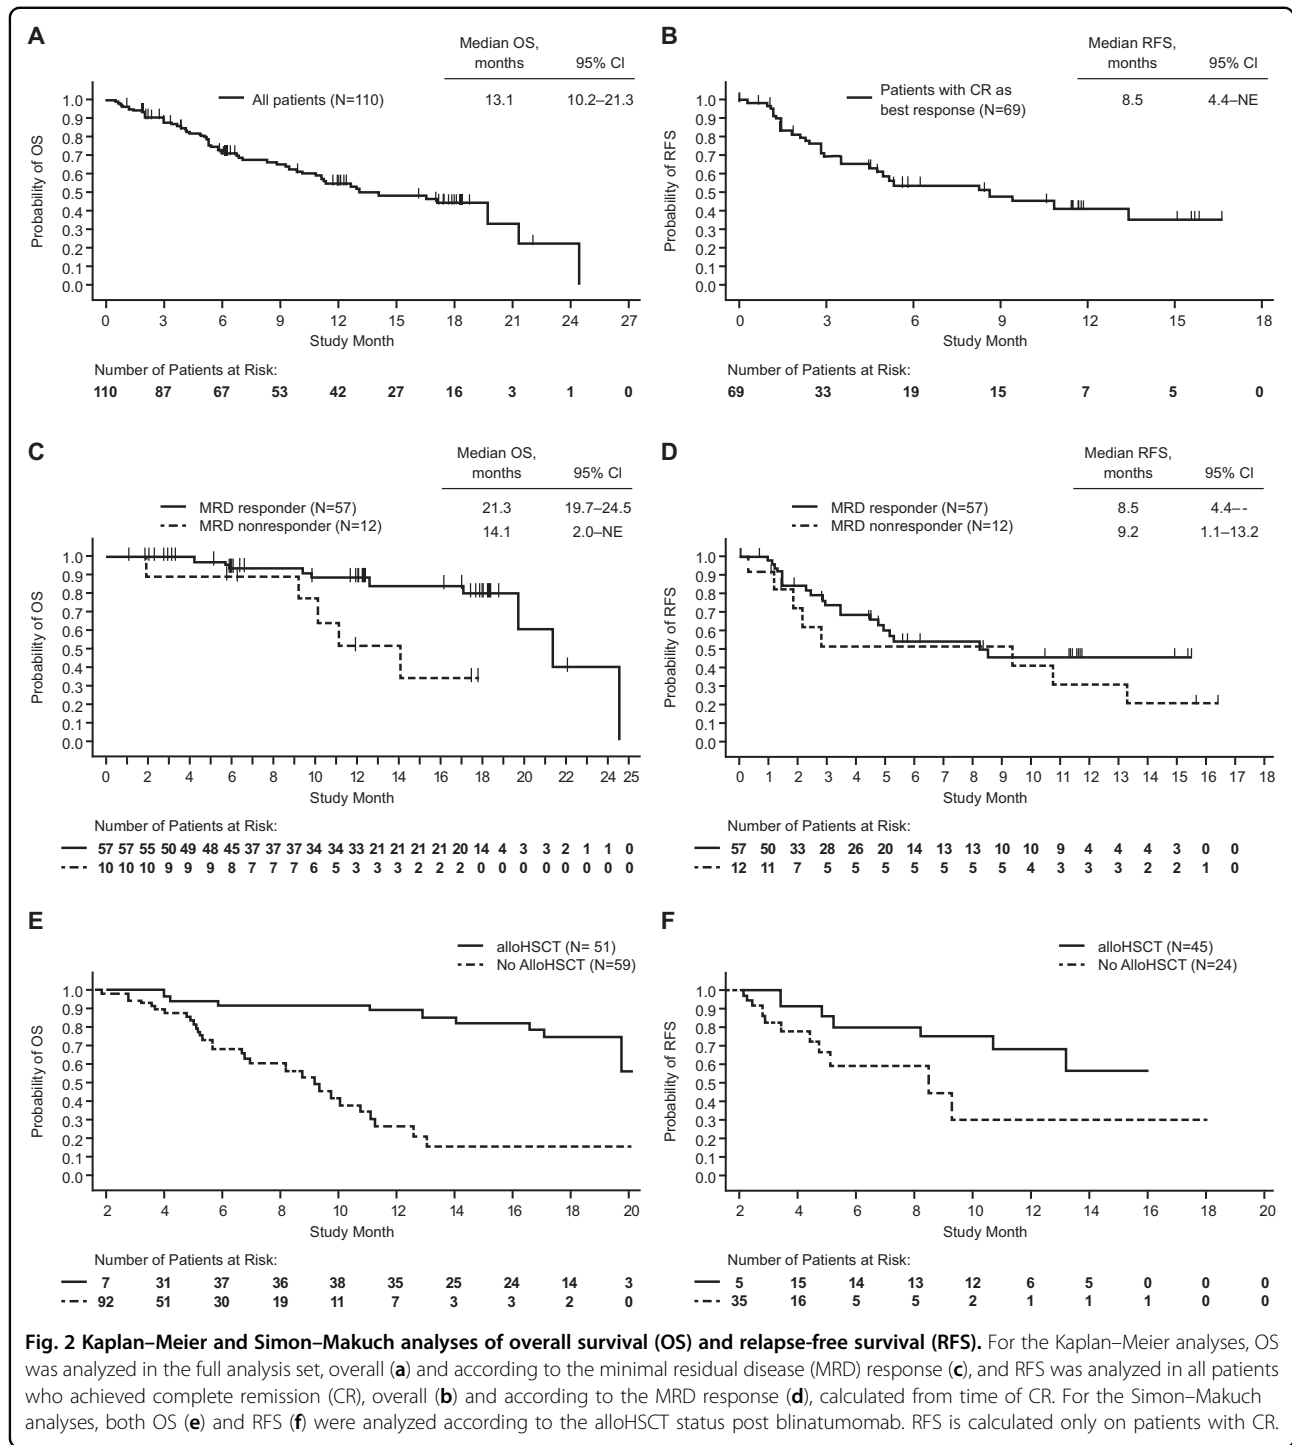 A
Median OS, months 95% CI
All patients (N=110) 13.1 10.2–21.3
Probability of OS
1.0
0.9
0.8
0.7
0.6
0.5
0.4
0.3
0.2
0.1
0.0
0 3 6 9 12 15 18 21 24 27
Study Month
Number of Patients at Risk:
110 87 67 53 42 27 16 3 1 0
B
Median RFS, months 95% CI
Patients with CR as best response (N=69) 8.5 4.4–NE
Probability of RFS
1.0
0.9
0.8
0.7
0.6
0.5
0.4
0.3
0.2
0.1
0.0
0 3 6 9 12 15 18
Study Month
Number of Patients at Risk:
69 33 19 15 7 5 0
C
Median OS, months 95% CI
MRD responder (N=57) 21.3 19.7–24.5
MRD nonresponder (N=12) 14.1 2.0–NE
Probability of OS
1.0
0.9
0.8
0.7
0.6
0.5
0.4
0.3
0.2
0.1
0.0
0 2 4 6 8 10 12 14 16 18 20 22 24 25
Study Month
Number of Patients at Risk:
57 57 55 50 49 48 45 37 37 37 34 34 33 21 21 21 21 20 14 4 3 3 2 1 1 0
10 10 10 9 9 9 8 7 7 7 6 5 3 3 3 2 2 2 0 0 0 0 0 0 0 0
D
Median RFS, months 95% CI
MRD responder (N=57) 8.5 4.4–-
MRD nonresponder (N=12) 9.2 1.1–13.2
Probability of RFS
1.0
0.9
0.8
0.7
0.6
0.5
0.4
0.3
0.2
0.1
0.0
0 1 2 3 4 5 6 7 8 9 10 11 12 13 14 15 16 17 18
Study Month
Number of Patients at Risk:
57 50 33 28 26 20 14 13 13 10 10 9 4 4 4 3 0 0
12 11 7 5 5 5 5 5 5 5 4 3 3 3 2 2 1 0
E
alloHSCT (N= 51)
No AlloHSCT (N=59)
Probability of OS
1.0
0.9
0.8
0.7
0.6
0.5
0.4
0.3
0.2
0.1
0.0
2 4 6 8 10 12 14 16 18 20
Study Month
Number of Patients at Risk:
7 31 37 36 38 35 25 24 14 3
92 51 30 19 11 7 3 3 2 0
F
alloHSCT (N=45)
No AlloHSCT (N=24)
Probability of RFS
1.0
0.9
0.8
0.7
0.6
0.5
0.4
0.3
0.2
0.1
0.0
2 4 6 8 10 12 14 16 18 20
Study Month
Number of Patients at Risk:
5 15 14 13 12 6 5 0 0 0
35 16 5 5 2 1 1 1 0 0
Fig. 2 Kaplan–Meier and Simon–Makuch analyses of overall survival (OS) and relapse-free survival (RFS). For the Kaplan–Meier analyses, OS
was analyzed in the full analysis set, overall (a) and according to the minimal residual disease (MRD) response (c), and RFS was analyzed in all patients
who achieved complete remission (CR), overall (b) and according to the MRD response (d), calculated from time of CR. For the Simon–Makuch
analyses, both OS (e) and RFS (f) were analyzed according to the alloHSCT status post blinatumomab. RFS is calculated only on patients with CR.